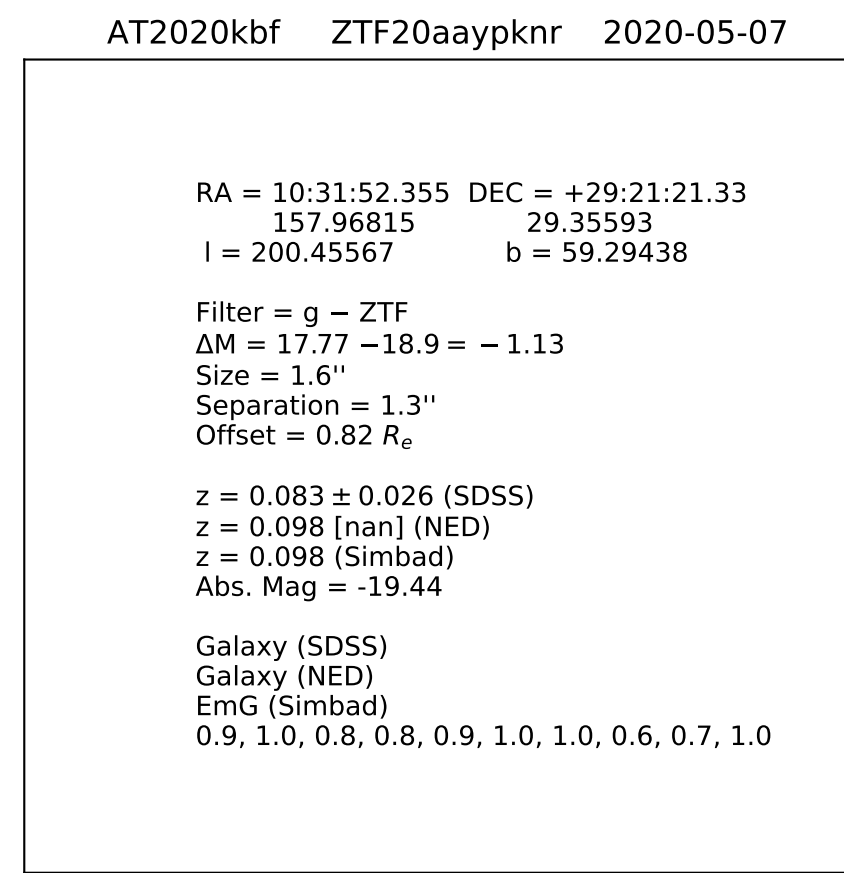 AT2020kbf ZTF20aaypknr 2020-05-07
RA = 10:31:52.355 DEC = +29:21:21.33
157.96815 29.35593
l = 200.45567 b = 59.29438
Filter = g − ZTF
ΔM = 17.77 −18.9 = − 1.13
Size = 1.6''
Separation = 1.3''
Offset = 0.82 Rₑ
z = 0.083 ± 0.026 (SDSS)
z = 0.098 [nan] (NED)
z = 0.098 (Simbad)
Abs. Mag = -19.44
Galaxy (SDSS)
Galaxy (NED)
EmG (Simbad)
0.9, 1.0, 0.8, 0.8, 0.9, 1.0, 1.0, 0.6, 0.7, 1.0